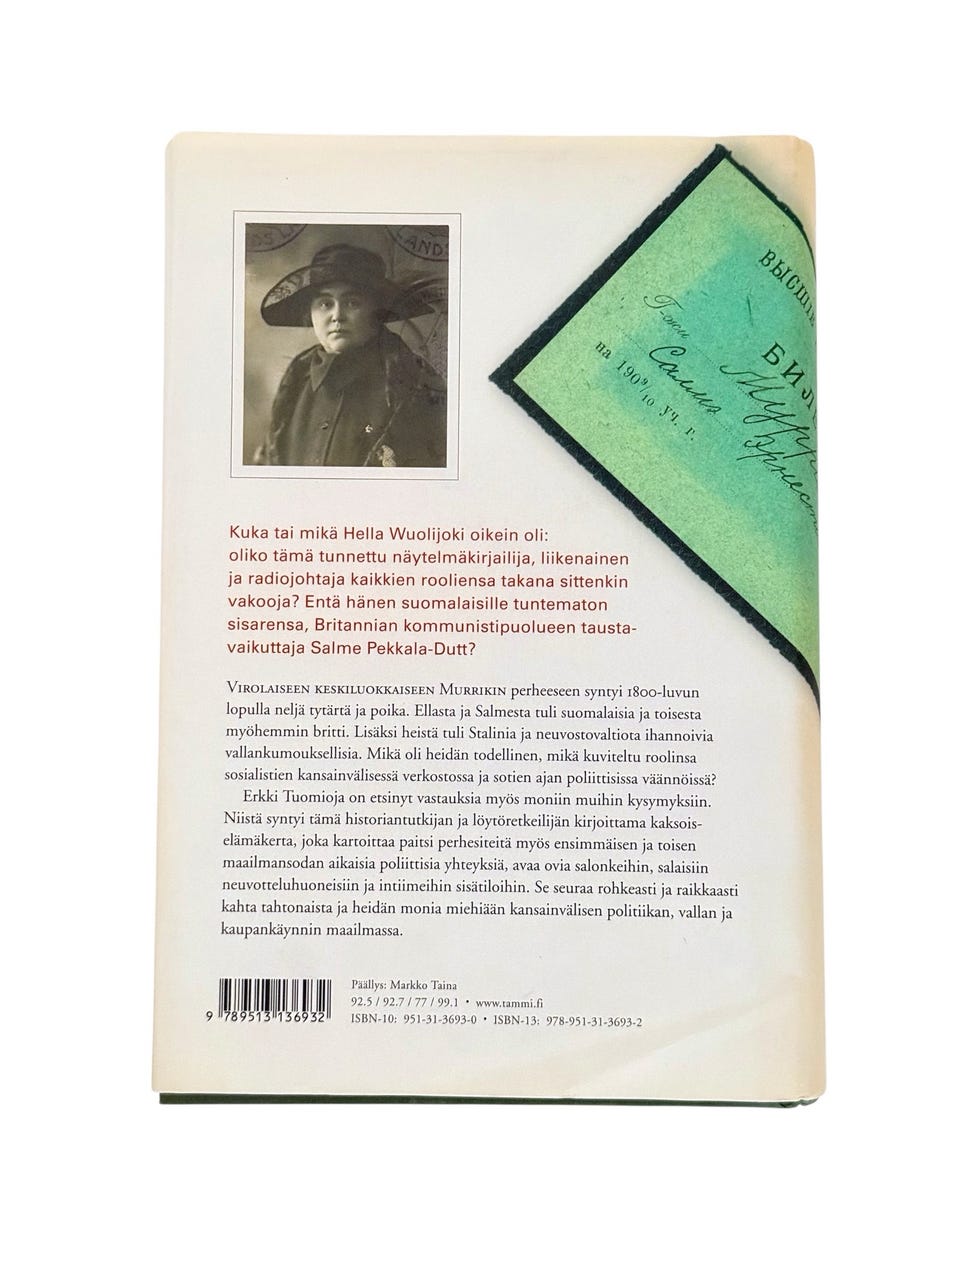 ANDS
ВЫСШІЕ
БИЛЕ
Г-жи
на 190 9/10 уч. г.
Kuka tai mikä Hella Wuolijoki oikein oli:
oliko tämä tunnettu näytelmäkirjailija, liikenainen
ja radiojohtaja kaikkien rooliensa takana sittenkin
vakooja? Entä hänen suomalaisille tuntematon
sisarensa, Britannian kommunistipuolueen tausta-
vaikuttaja Salme Pekkala-Dutt?
Virolaiseen keskiluokkaiseen Murrikin perheeseen syntyi 1800-luvun
lopulla neljä tytärtä ja poika. Ellasta ja Salmesta tuli suomalaisia ja toisesta
myöhemmin britti. Lisäksi heistä tuli Stalinia ja neuvostovaltiota ihannoivia
vallankumouksellisia. Mikä oli heidän todellinen, mikä kuviteltu roolinsa
sosialistien kansainvälisessä verkostossa ja sotien ajan poliittisissa väännöissä?
Erkki Tuomioja on etsinyt vastauksia myös moniin muihin kysymyksiin.
Niistä syntyi tämä historiantutkijan ja löytöretkeilijän kirjoittama kaksois-
elämäkerta, joka kartoittaa paitsi perhesiteitä myös ensimmäisen ja toisen
maailmansodan aikaisia poliittisia yhteyksiä, avaa ovia salonkeihin, salaisiin
neuvotteluhuoneisiin ja intiimeihin sisätiloihin. Se seuraa rohkeasti ja raikkaasti
kahta tahtonaista ja heidän monia miehiään kansainvälisen politiikan, vallan ja
kaupankäynnin maailmassa.
Päällys: Markko Taina
92.5 / 92.7 / 77 / 99.1 • www.tammi.fi
ISBN-10: 951-31-3693-0 • ISBN-13: 978-951-31-3693-2
9 789513 136932